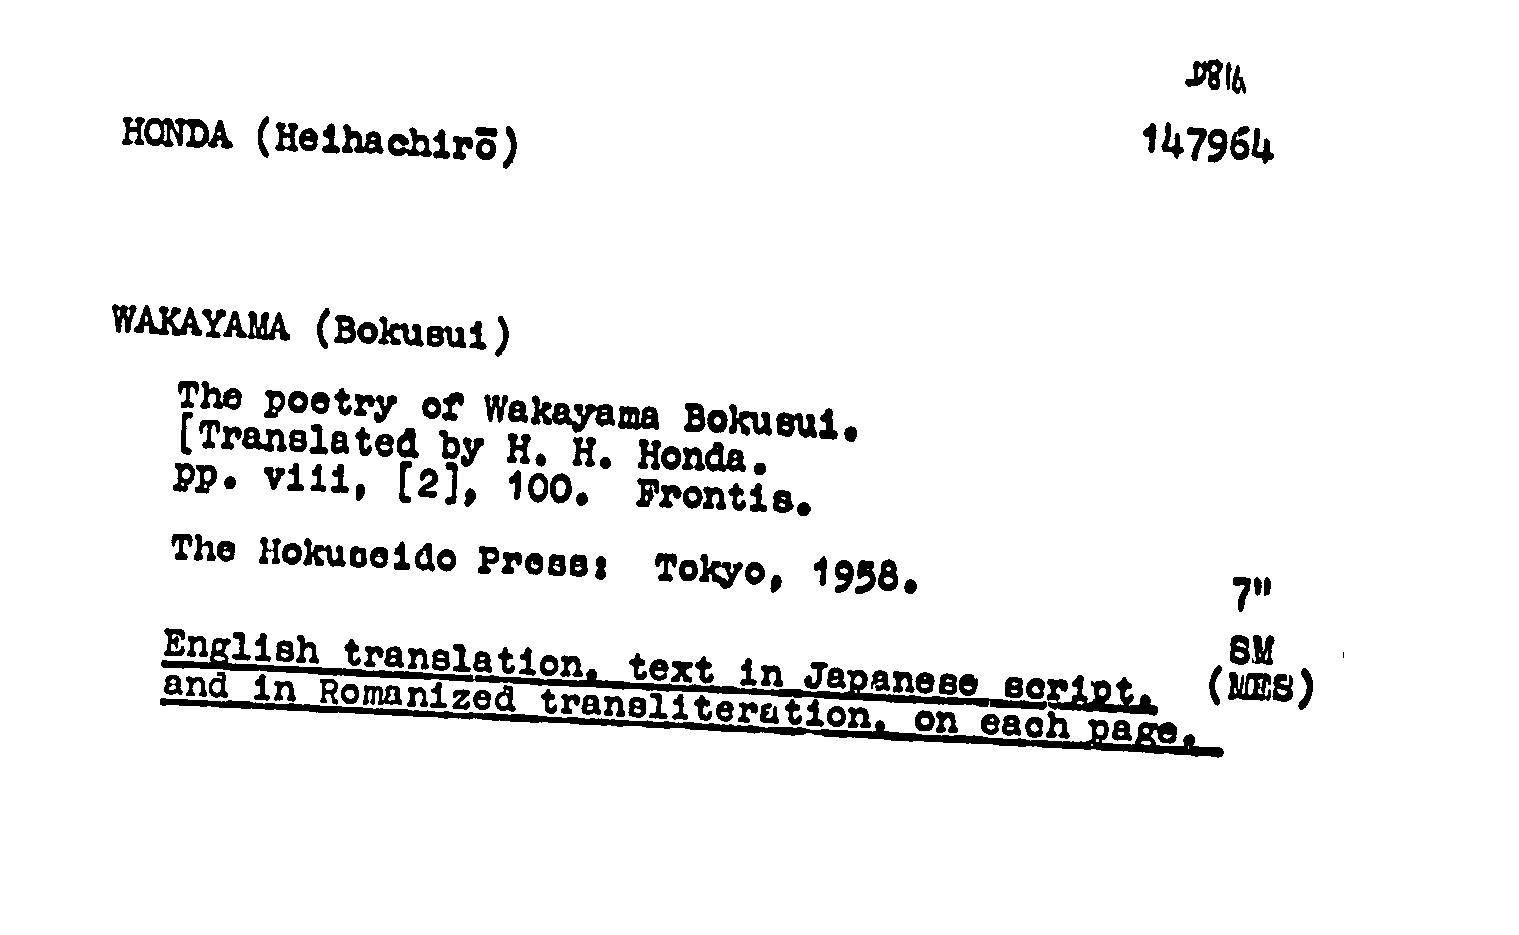 D816
HONDA (Heihachirō)
147964
WAKAYAMA (Bokusui)
The poetry of Wakayama Bokusui.
[Translated by H. H. Honda.
pp. viii, [2], 100. Frontis.
The Hokuseido Press: Tokyo, 1958.
7"
English translation, text in Japanese script,
SM
and in Romanized transliteration, on each page.
(MES)